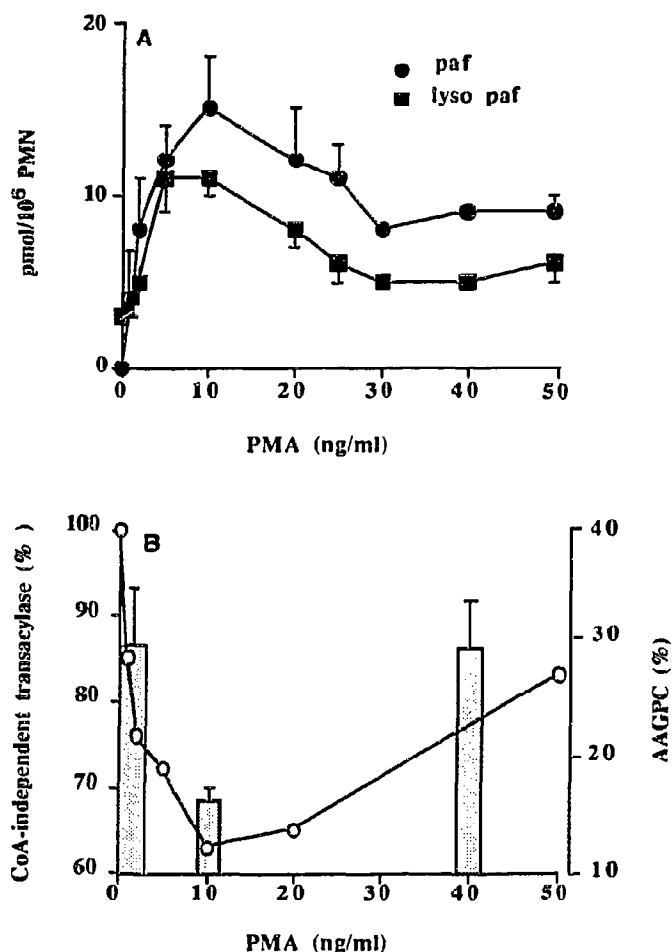 A
20
10
0
pmol/10⁶ PMN
paf
lyso paf
0 10 20 30 40 50
PMA (ng/ml)
B
100
90
80
70
60
CoA-independent transacylase (%)
40
30
20
10
AAGPC (%)
0 10 20 30 40 50
PMA (ng/ml)